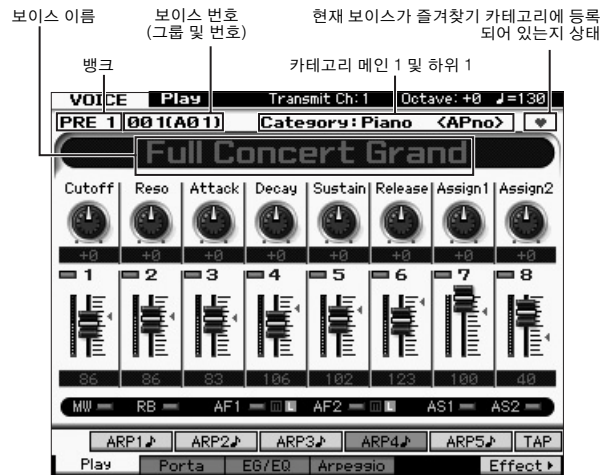 보이스 이름
보이스 번호
(그룹 및 번호)
현재 보이스가 즐겨찾기 카테고리에 등록
되어 있는지 상태
뱅크
카테고리 메인 1 및 하위 1
VOICE Play Transmit Ch:1 Octave:+0 ♩=130
PRE 1 001(A01) Category:Piano <APno> ♥
Full Concert Grand
Cutoff Reso Attack Decay Sustain Release Assign1 Assign2
+0 +0 +0 +0 +0 +0 +0 +0
1 2 3 4 5 6 7 8
86 86 83 106 102 123 100 40
MW RB AF1 m L AF2 m L AS1 AS2
ARP1♪ ARP2♪ ARP3♪ ARP4♪ ARP5♪ TAP
Play Porta EG/EQ Arpeggio Effect▶